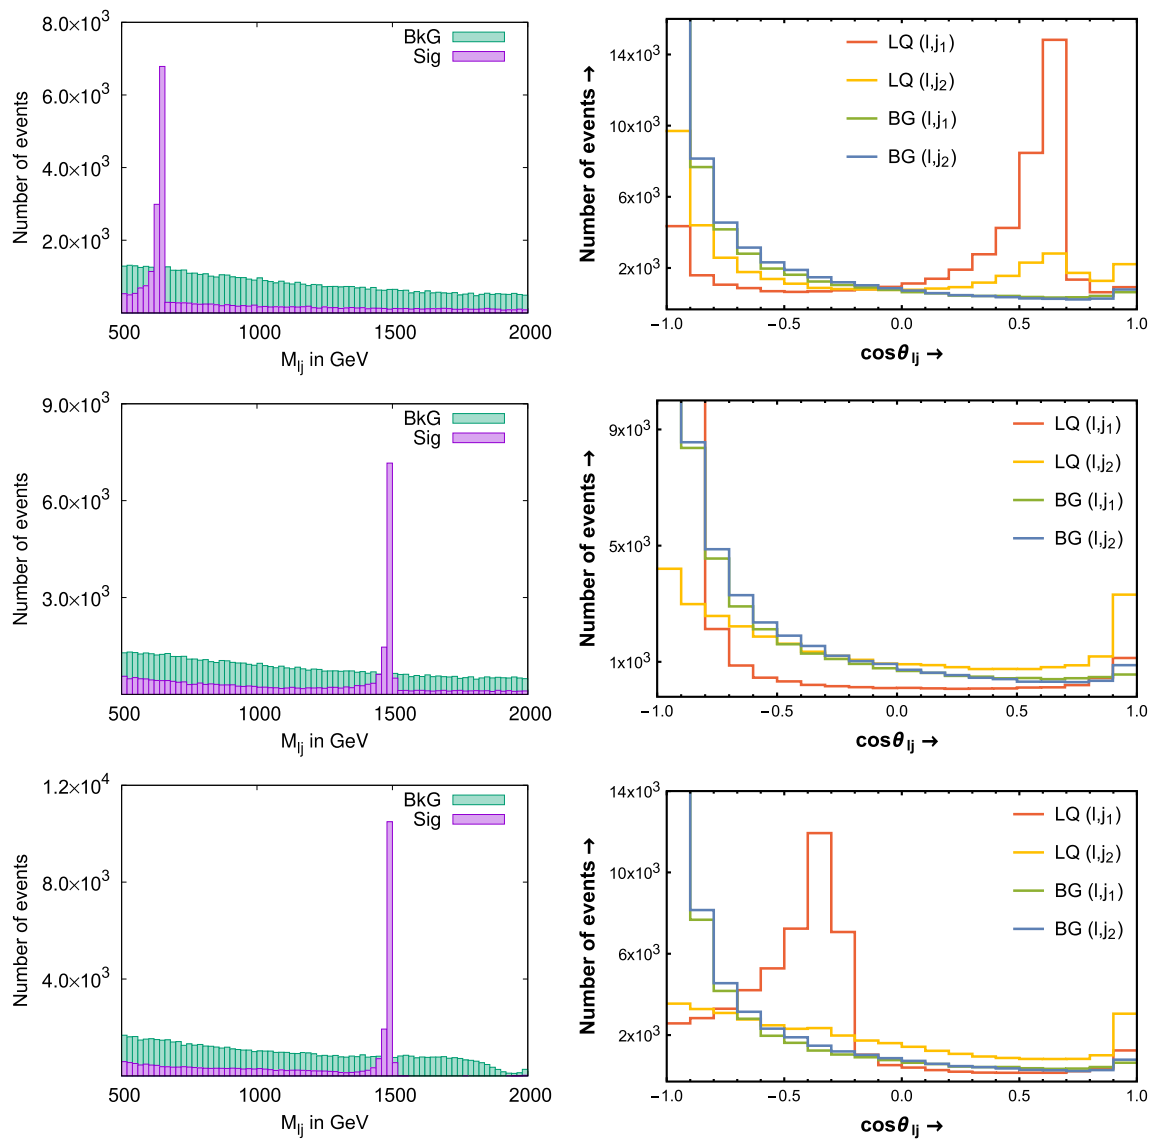 8.0×10³
6.0×10³
4.0×10³
2.0×10³
Number of events
BkG
Sig
500
1000
1500
2000
M_lj in GeV
14×10³
10×10³
6×10³
2×10³
Number of events →
LQ (l,j₁)
LQ (l,j₂)
BG (l,j₁)
BG (l,j₂)
−1.0
−0.5
0.0
0.5
1.0
cosθ_lj →
9.0×10³
6.0×10³
3.0×10³
Number of events
BkG
Sig
500
1000
1500
2000
M_lj in GeV
9×10³
5×10³
1×10³
Number of events →
LQ (l,j₁)
LQ (l,j₂)
BG (l,j₁)
BG (l,j₂)
−1.0
−0.5
0.0
0.5
1.0
cosθ_lj →
1.2×10⁴
8.0×10³
4.0×10³
Number of events
BkG
Sig
500
1000
1500
2000
M_lj in GeV
14×10³
10×10³
6×10³
2×10³
Number of events →
LQ (l,j₁)
LQ (l,j₂)
BG (l,j₁)
BG (l,j₂)
−1.0
−0.5
0.0
0.5
1.0
cosθ_lj →